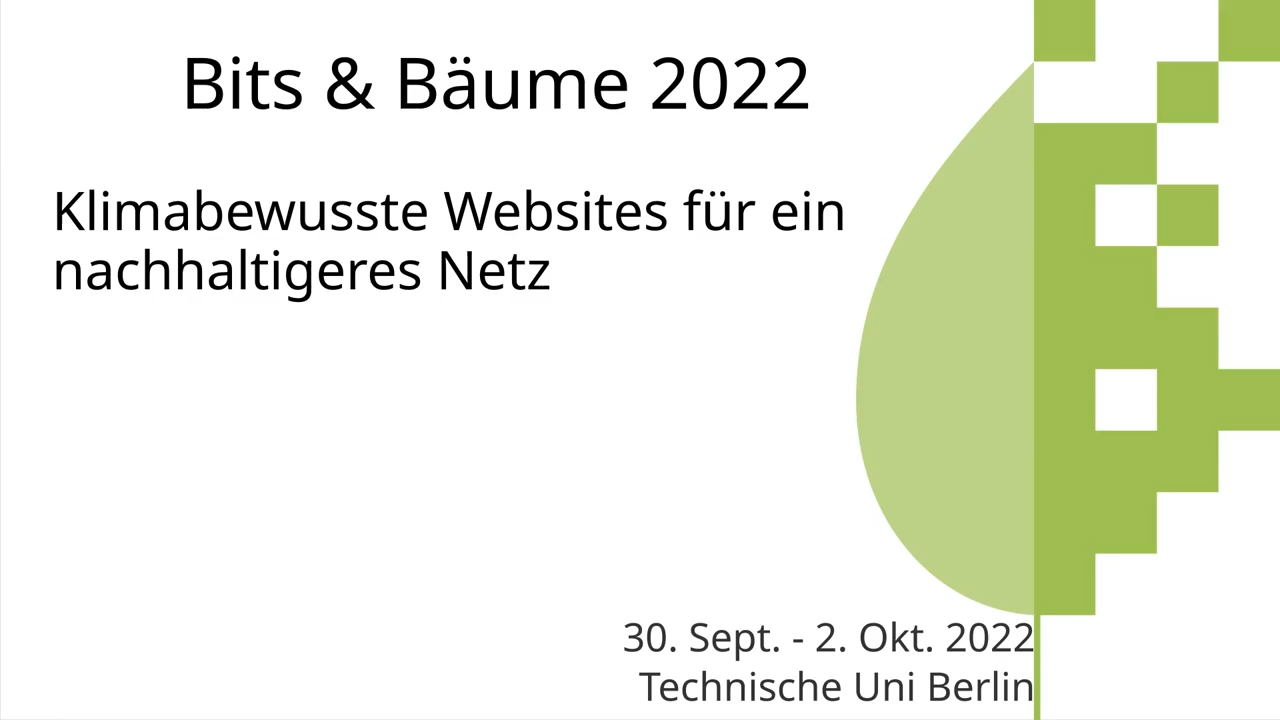 Bits & Bäume 2022
Klimabewusste Websites für ein
nachhaltigeres Netz
30. Sept. - 2. Okt. 2022
Technische Uni Berlin